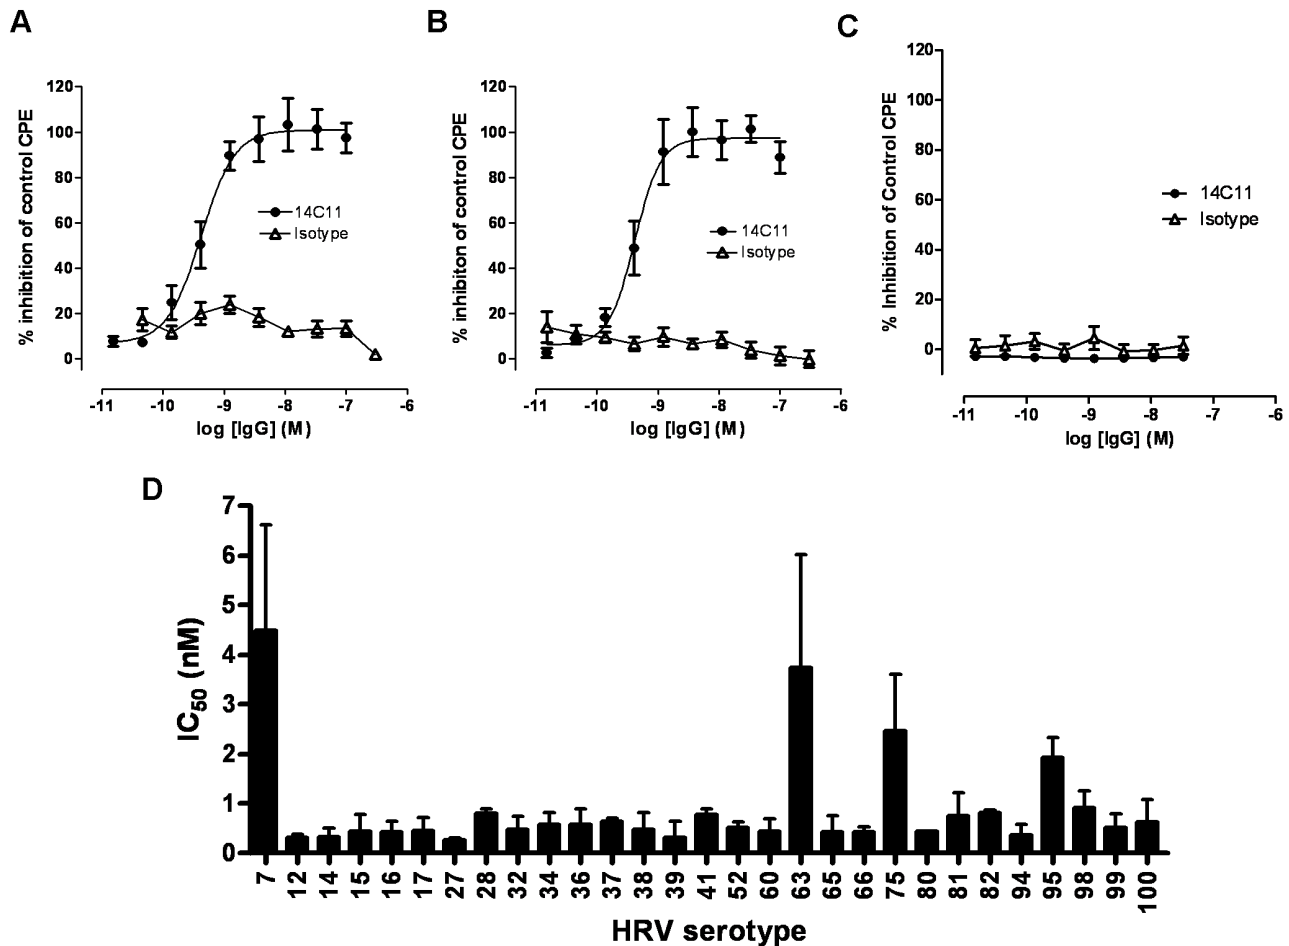 A
% inhibition of control CPE
120
100
80
60
40
20
0
14C11
Isotype
-11 -10 -9 -8 -7 -6
log [IgG] (M)
B
% inhibiton of control CPE
120
100
80
60
40
20
0
14C11
Isotype
-11 -10 -9 -8 -7 -6
log [IgG] (M)
C
% Inhibition of Control CPE
120
100
80
60
40
20
0
14C11
Isotype
-11 -10 -9 -8 -7 -6
log [IgG] (M)
D
IC50 (nM)
7
6
5
4
3
2
1
0
7 12 14 15 16 17 27 28 32 34 36 37 38 39 41 52 60 63 65 66 75 80 81 82 94 95 98 99 100
HRV serotype